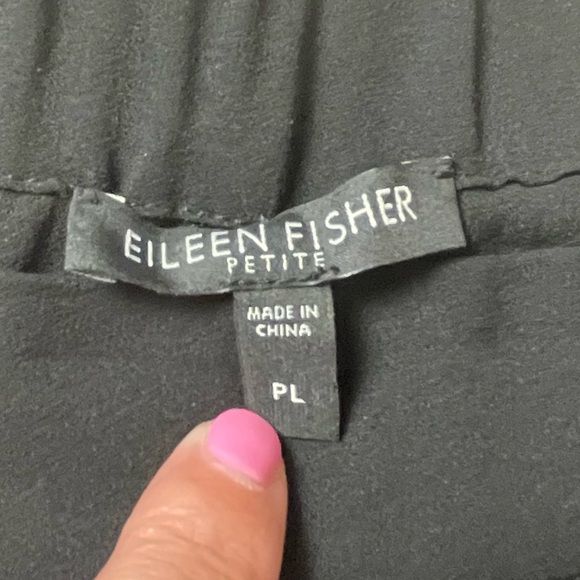 EILEEN FISHER
PETITE
MADE IN
CHINA
PL